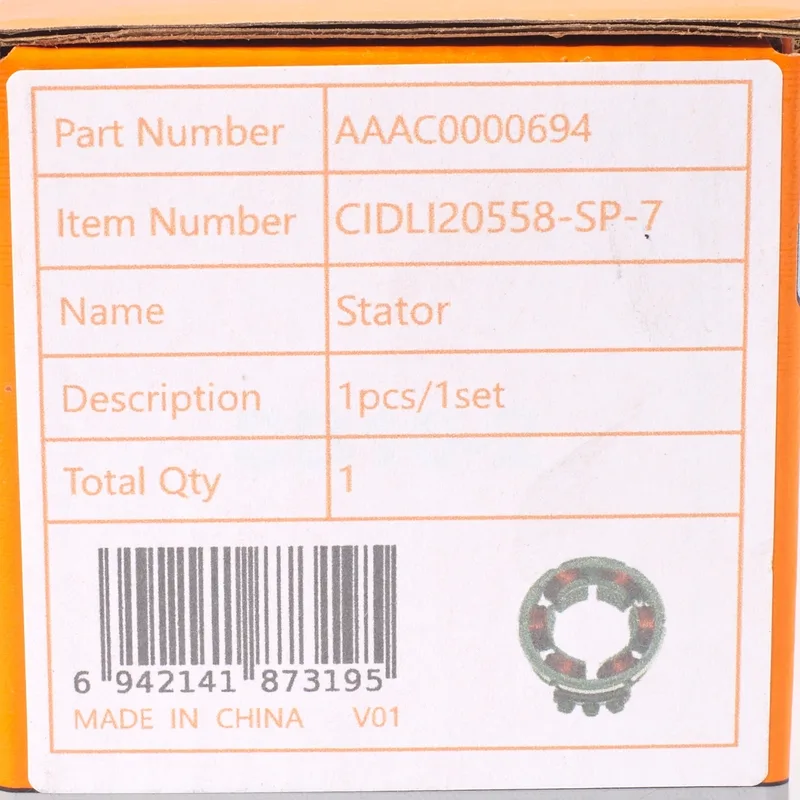 Part Number AAAC0000694
Item Number CIDLI20558-SP-7
Name Stator
Description 1pcs/1set
Total Qty 1
6 942141 873195
MADE IN CHINA V01